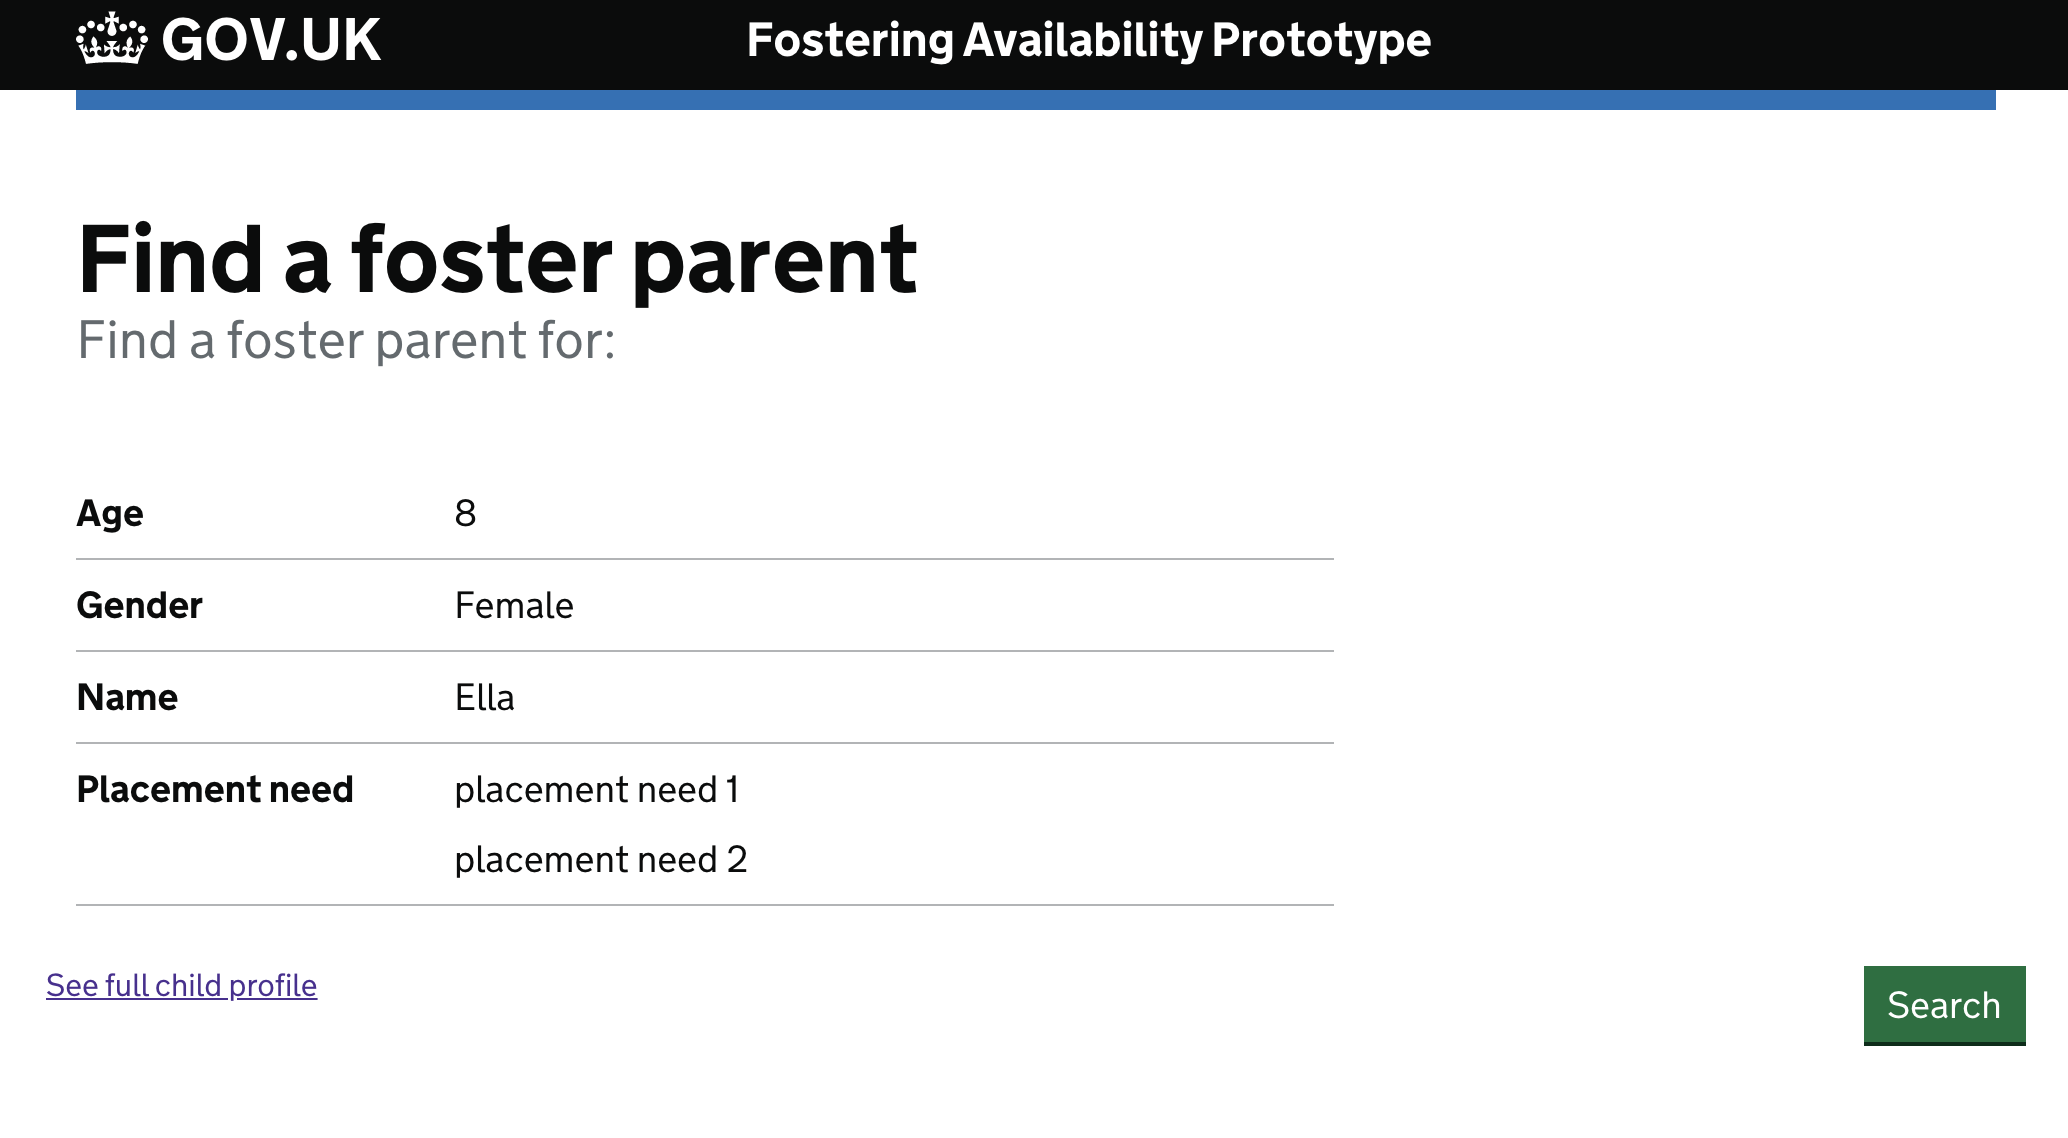 GOV.UK
Fostering Availability Prototype
Find a foster parent
Find a foster parent for:
Age 8
Gender Female
Name Ella
Placement need placement need 1
placement need 2
See full child profile
Search